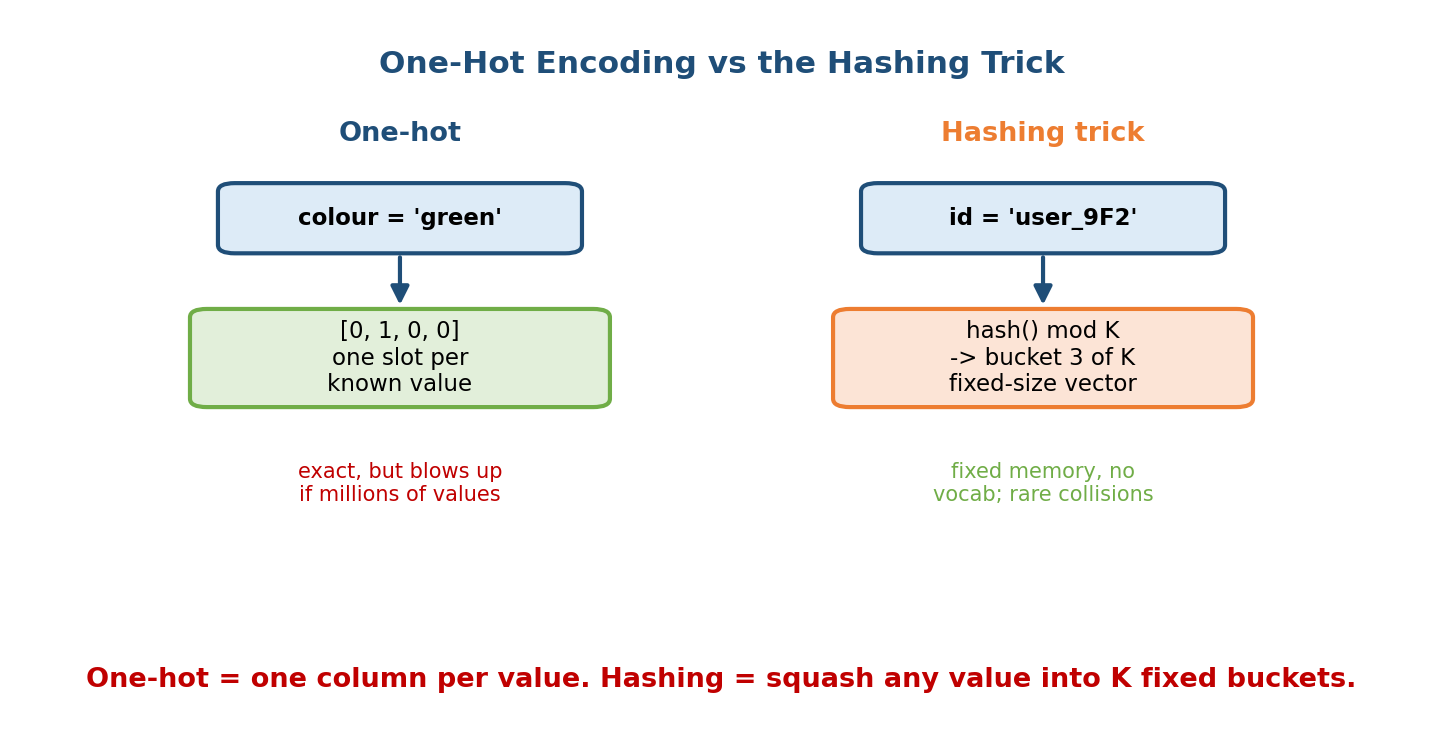 One-Hot Encoding vs the Hashing Trick
One-hot
colour = 'green'
[0, 1, 0, 0]
one slot per
known value
exact, but blows up
if millions of values
Hashing trick
id = 'user_9F2'
hash() mod K
-> bucket 3 of K
fixed-size vector
fixed memory, no
vocab; rare collisions
One-hot = one column per value. Hashing = squash any value into K fixed buckets.